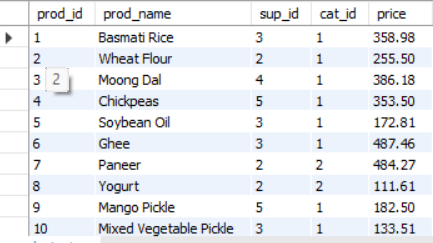 prod_id prod_name sup_id cat_id price
1 Basmati Rice 3 1 358.98
2 Wheat Flour 2 1 255.50
3 2 Moong Dal 4 1 386.18
4 Chickpeas 5 1 353.50
5 Soybean Oil 3 1 172.81
6 Ghee 3 1 487.46
7 Paneer 2 2 484.27
8 Yogurt 2 2 111.61
9 Mango Pickle 5 1 182.50
10 Mixed Vegetable Pickle 3 1 133.51